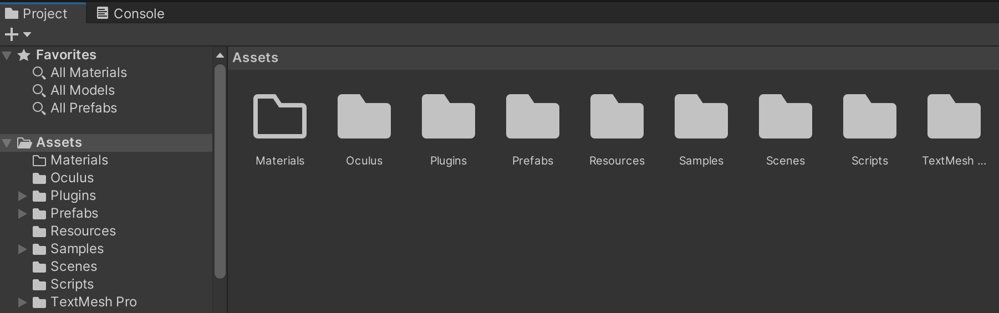 Project
Console
Favorites
All Materials
All Models
All Prefabs
Assets
Materials
Oculus
Plugins
Prefabs
Resources
Samples
Scenes
Scripts
TextMesh Pro
Assets
Materials
Oculus
Plugins
Prefabs
Resources
Samples
Scenes
Scripts
TextMesh ...